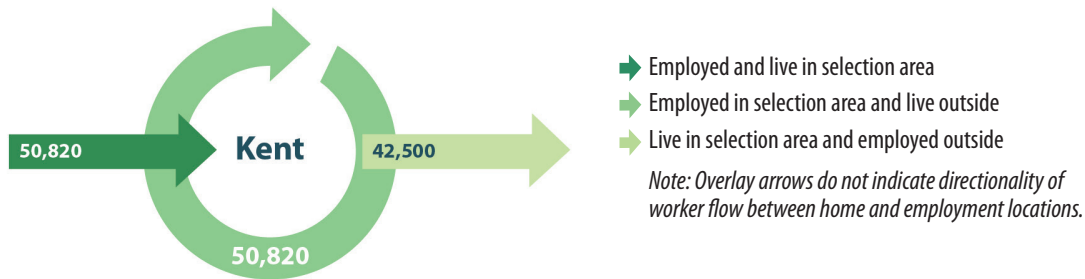 50,820
Kent
42,500
50,820
Employed and live in selection area
Employed in selection area and live outside
Live in selection area and employed outside
Note: Overlay arrows do not indicate directionality of
worker flow between home and employment locations.